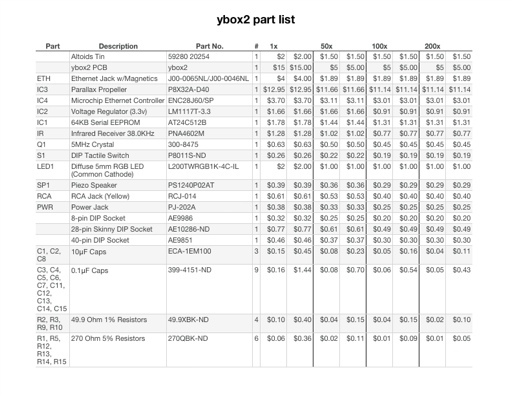 ybox2 part list
Part Description Part No. # 1x 50x 100x 200x
Altoids Tin 59280 20254 1 $2 $2.00 $1.50 $1.50 $1.50 $1.50 $1.50 $1.50
ybox2 PCB ybox2 1 $15 $15.00 $5 $5.00 $5 $5.00 $5 $5.00
ETH Ethernet Jack w/Magnetics J00-0065NL/J00-0046NL 1 $4 $4.00 $1.89 $1.89 $1.89 $1.89 $1.89 $1.89
IC3 Parallax Propeller P8X32A-D40 1 $12.95 $12.95 $11.66 $11.66 $11.14 $11.14 $11.14 $11.14
IC4 Microchip Ethernet Controller ENC28J60/SP 1 $3.70 $3.70 $3.11 $3.11 $3.01 $3.01 $3.01 $3.01
IC2 Voltage Regulator (3.3v) LM1117T-3.3 1 $1.66 $1.66 $1.66 $1.66 $0.91 $0.91 $0.91 $0.91
IC1 64KB Serial EEPROM AT24C512B 1 $1.78 $1.78 $1.44 $1.44 $1.31 $1.31 $1.31 $1.31
IR Infrared Receiver 38.0KHz PNA4602M 1 $1.28 $1.28 $1.02 $1.02 $0.77 $0.77 $0.77 $0.77
Q1 5MHz Crystal 300-8475 1 $0.63 $0.63 $0.50 $0.50 $0.45 $0.45 $0.45 $0.45
S1 DIP Tactile Switch P8011S-ND 1 $0.26 $0.26 $0.22 $0.22 $0.19 $0.19 $0.19 $0.19
LED1 Diffuse 5mm RGB LED L200TWRGB1K-4C-IL 1 $2 $2.00 $1.00 $1.00 $1.00 $1.00 $1.00 $1.00
(Common Cathode)
SP1 Piezo Speaker PS1240P02AT 1 $0.39 $0.39 $0.36 $0.36 $0.29 $0.29 $0.29 $0.29
RCA RCA Jack (Yellow) RCJ-014 1 $0.61 $0.61 $0.53 $0.53 $0.40 $0.40 $0.40 $0.40
PWR Power Jack PJ-202A 1 $0.38 $0.38 $0.33 $0.33 $0.25 $0.25 $0.25 $0.25
8-pin DIP Socket AE9986 1 $0.32 $0.32 $0.25 $0.25 $0.20 $0.20 $0.20 $0.20
28-pin Skinny DIP Socket AE10286-ND 1 $0.77 $0.77 $0.61 $0.61 $0.49 $0.49 $0.49 $0.49
40-pin DIP Socket AE9851 1 $0.46 $0.46 $0.37 $0.37 $0.30 $0.30 $0.30 $0.30
C1, C2, 10µF Caps ECA-1EM100 3 $0.15 $0.45 $0.08 $0.23 $0.05 $0.16 $0.04 $0.11
C8
C3, C4, 0.1µF Caps 399-4151-ND 9 $0.16 $1.44 $0.08 $0.70 $0.06 $0.54 $0.05 $0.43
C5, C6,
C7, C11,
C12,
C13,
C14, C15
R2, R3, 49.9 Ohm 1% Resistors 49.9XBK-ND 4 $0.10 $0.40 $0.04 $0.15 $0.04 $0.15 $0.02 $0.10
R9, R10
R1, R5, 270 Ohm 5% Resistors 270QBK-ND 6 $0.06 $0.36 $0.02 $0.11 $0.01 $0.09 $0.01 $0.05
R12,
R13,
R14, R15